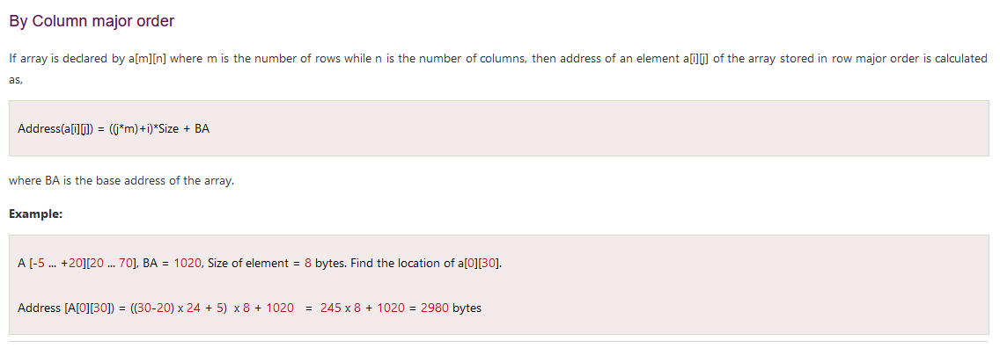 By Column major order
If array is declared by a[m][n] where m is the number of rows while n is the number of columns, then address of an element a[i][j] of the array stored in row major order is calculated
as,
Address(a[i][j]) = ((j*m)+i)*Size + BA
where BA is the base address of the array.
Example:
A [-5 ... +20][20 ... 70], BA = 1020, Size of element = 8 bytes. Find the location of a[0][30].
Address [A[0][30]) = ((30-20) x 24 + 5) x 8 + 1020 = 245 x 8 + 1020 = 2980 bytes